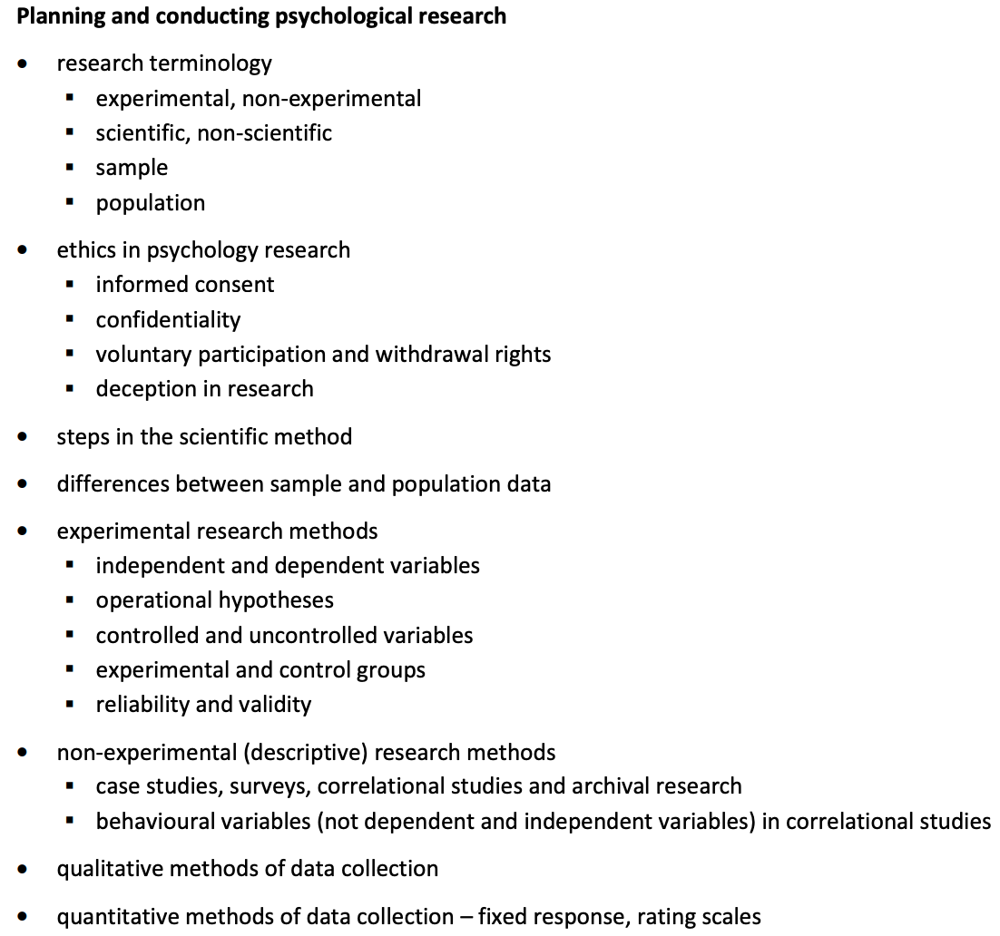 Planning and conducting psychological research
• research terminology
▪ experimental, non-experimental
▪ scientific, non-scientific
▪ sample
▪ population
• ethics in psychology research
▪ informed consent
▪ confidentiality
▪ voluntary participation and withdrawal rights
▪ deception in research
• steps in the scientific method
• differences between sample and population data
• experimental research methods
▪ independent and dependent variables
▪ operational hypotheses
▪ controlled and uncontrolled variables
▪ experimental and control groups
▪ reliability and validity
• non-experimental (descriptive) research methods
▪ case studies, surveys, correlational studies and archival research
▪ behavioural variables (not dependent and independent variables) in correlational studies
• qualitative methods of data collection
• quantitative methods of data collection – fixed response, rating scales